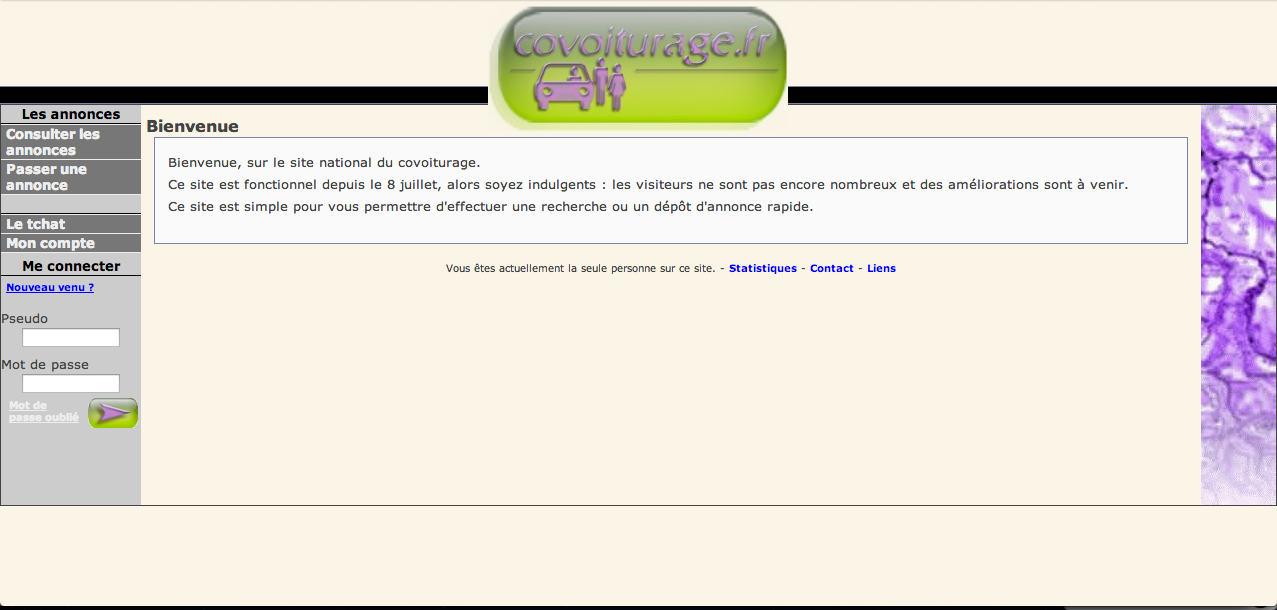 covoiturage.fr
Les annonces
Consulter les
annonces
Passer une
annonce
Le tchat
Mon compte
Me connecter
Nouveau venu ?
Pseudo
Mot de passe
Mot de
passe oublié
Bienvenue
Bienvenue, sur le site national du covoiturage.
Ce site est fonctionnel depuis le 8 juillet, alors soyez indulgents : les visiteurs ne sont pas encore nombreux et des améliorations sont à venir.
Ce site est simple pour vous permettre d'effectuer une recherche ou un dépôt d'annonce rapide.
Vous êtes actuellement la seule personne sur ce site. - Statistiques - Contact - Liens